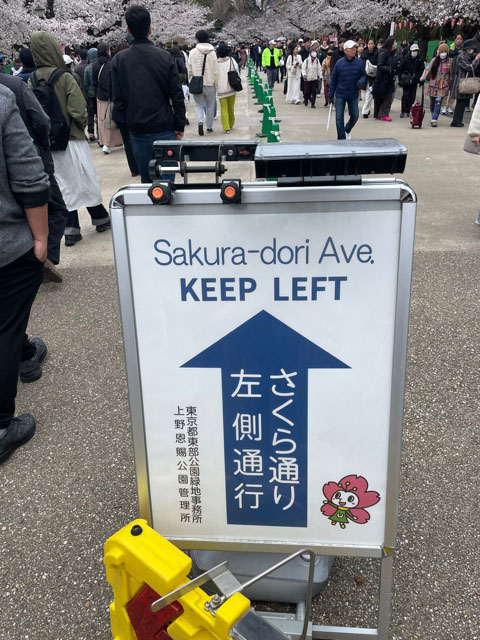 Sakura-dori Ave.
KEEP LEFT
さくら通り
左側通行
東京都東部公園緑地事務所
上野恩賜公園管理所